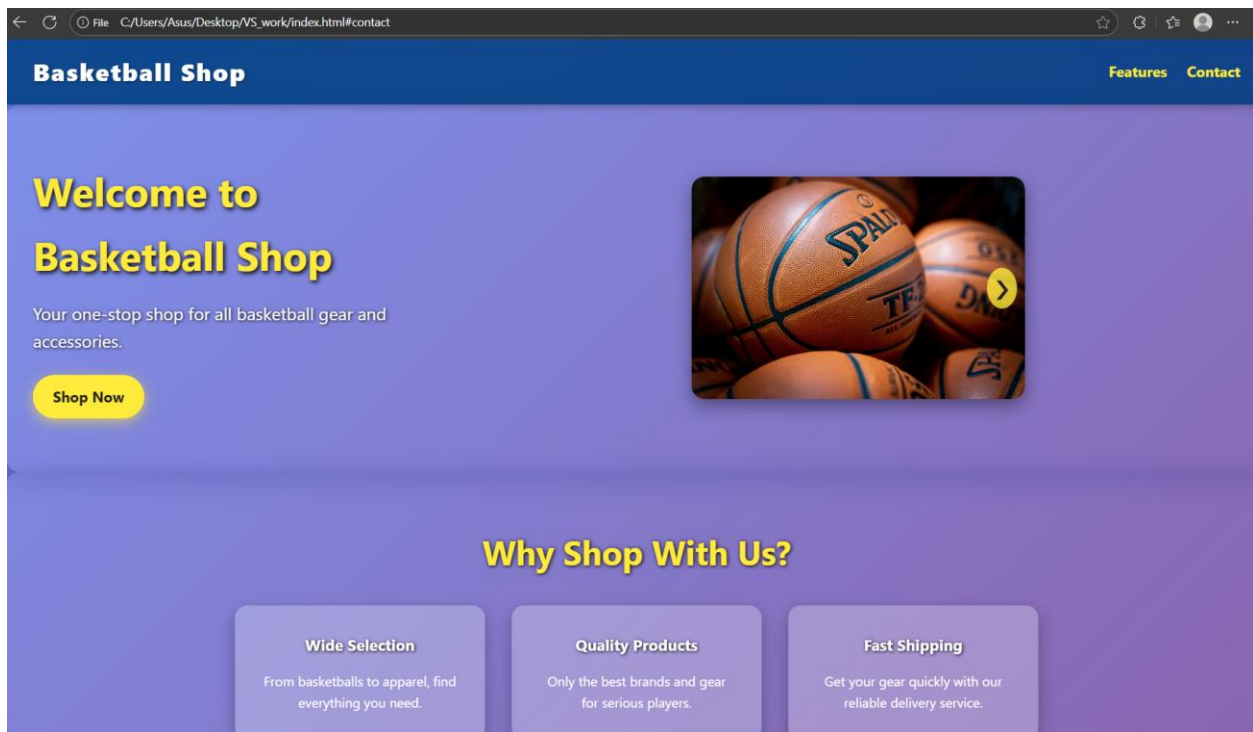 File C:/Users/Asus/Desktop/VS_work/index.html#contact
Basketball Shop
Features Contact
Welcome to
Basketball Shop
Your one-stop shop for all basketball gear and
accessories.
Shop Now
SPALD
TF-2
Why Shop With Us?
Wide Selection
From basketballs to apparel, find
everything you need.
Quality Products
Only the best brands and gear
for serious players.
Fast Shipping
Get your gear quickly with our
reliable delivery service.